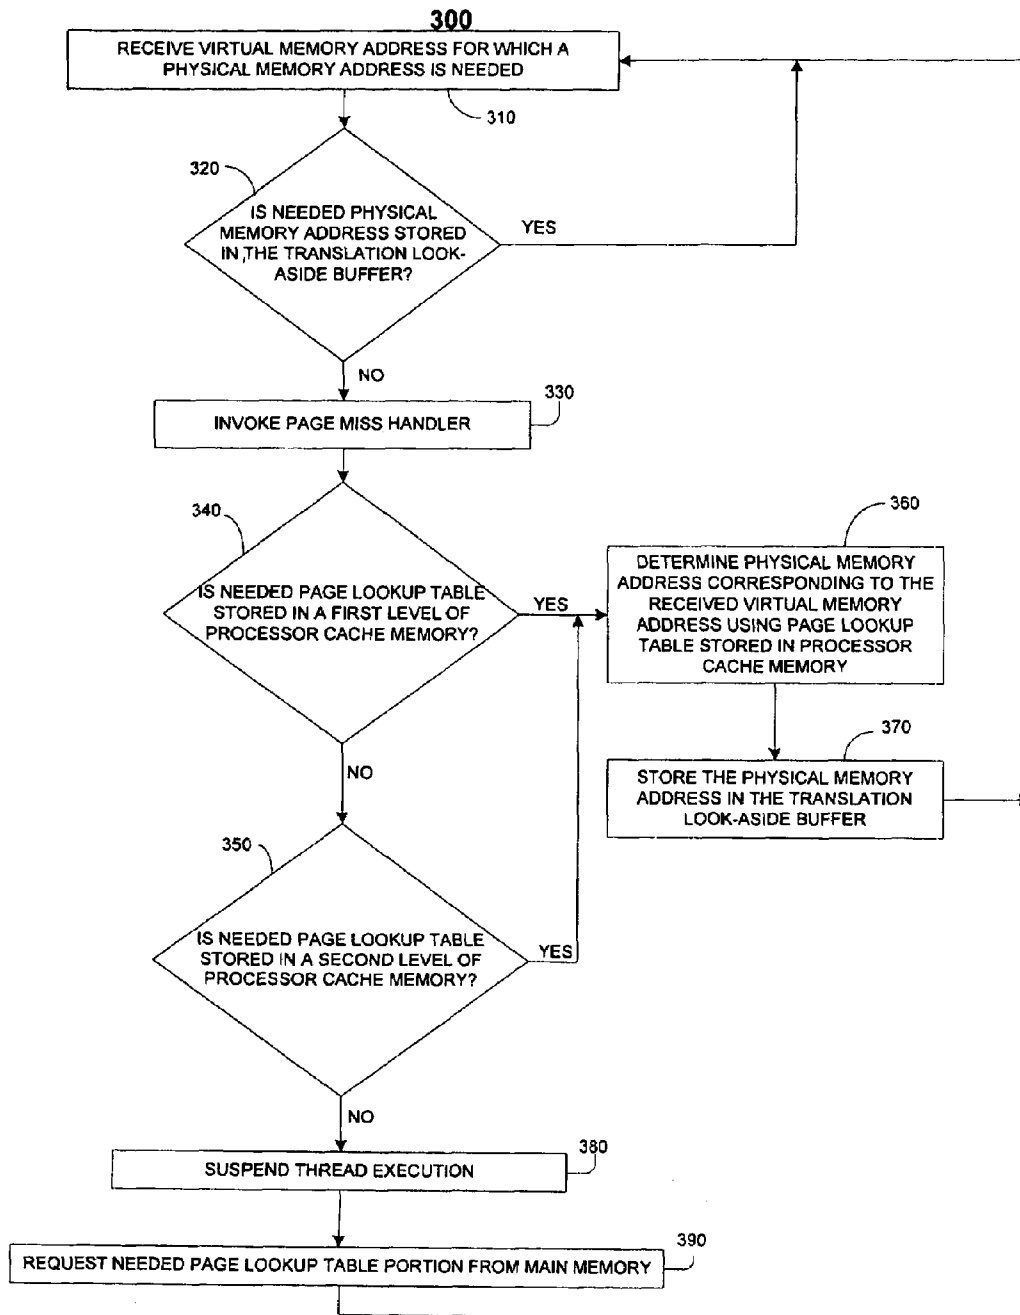 300
RECEIVE VIRTUAL MEMORY ADDRESS FOR WHICH A
PHYSICAL MEMORY ADDRESS IS NEEDED
310
320
IS NEEDED PHYSICAL
MEMORY ADDRESS STORED
IN THE TRANSLATION LOOK-
ASIDE BUFFER?
YES
NO
330
INVOKE PAGE MISS HANDLER
340
IS NEEDED PAGE LOOKUP TABLE
STORED IN A FIRST LEVEL OF
PROCESSOR CACHE MEMORY?
YES
360
DETERMINE PHYSICAL MEMORY
ADDRESS CORRESPONDING TO THE
RECEIVED VIRTUAL MEMORY
ADDRESS USING PAGE LOOKUP
TABLE STORED IN PROCESSOR
CACHE MEMORY
370
STORE THE PHYSICAL MEMORY
ADDRESS IN THE TRANSLATION
LOOK-ASIDE BUFFER
NO
350
IS NEEDED PAGE LOOKUP TABLE
STORED IN A SECOND LEVEL OF
PROCESSOR CACHE MEMORY?
YES
NO
380
SUSPEND THREAD EXECUTION
390
REQUEST NEEDED PAGE LOOKUP TABLE PORTION FROM MAIN MEMORY